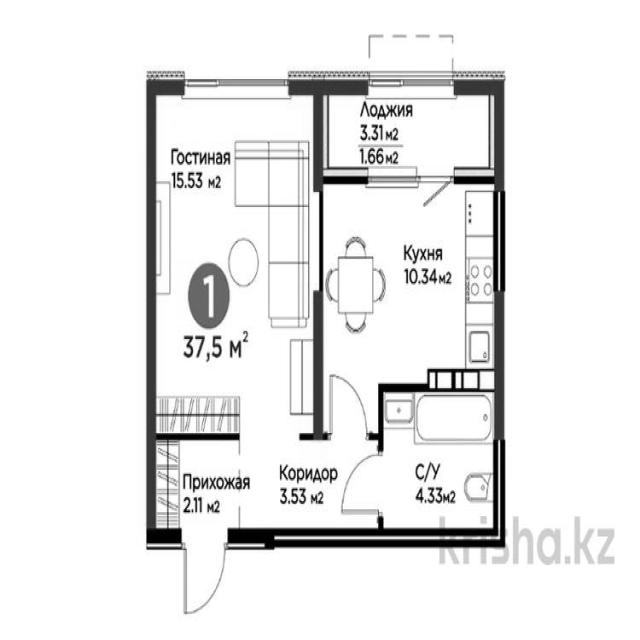 Лоджия
3.31 м2
1.66 м2
Гостиная
15.53 м2
Кухня
10.34 м2
1
37,5 м2
Прихожая
2.11 м2
Коридор
3.53 м2
С/У
4.33 м2
krisha.kz